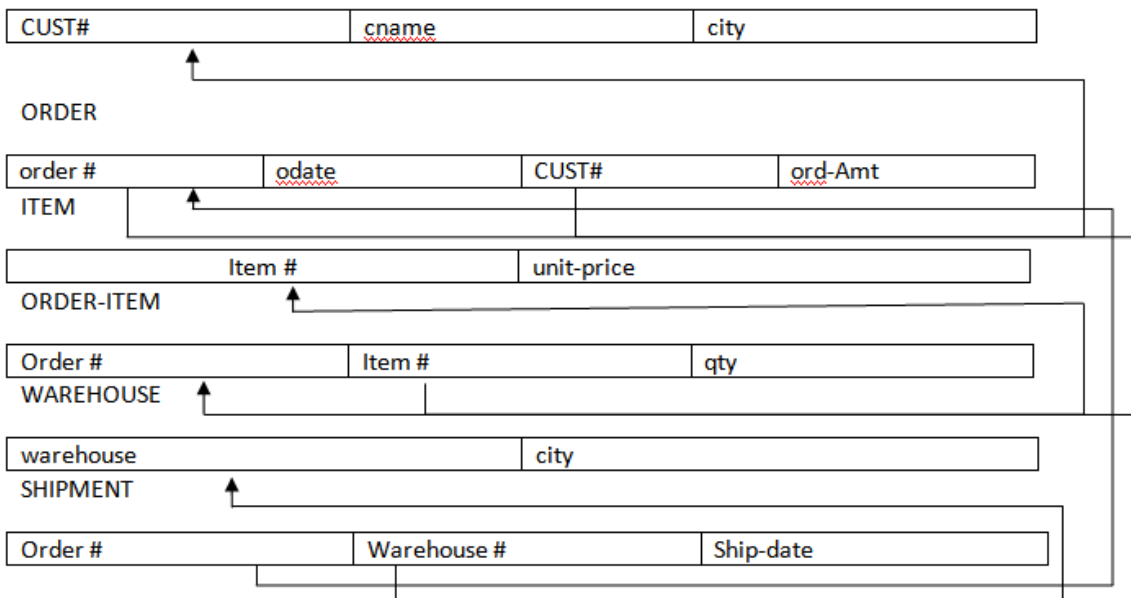 CUST# cname city
ORDER
order # odate CUST# ord-Amt
ITEM
Item # unit-price
ORDER-ITEM
Order # Item # qty
WAREHOUSE
warehouse city
SHIPMENT
Order # Warehouse # Ship-date